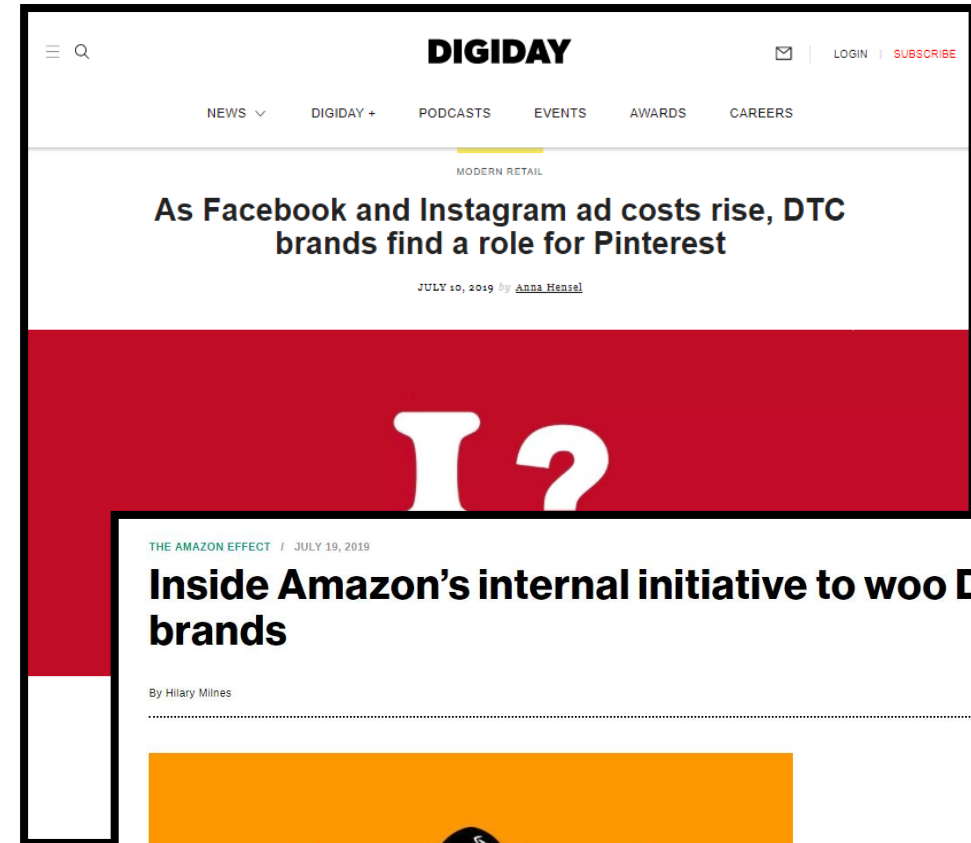 DIGIDAY
LOGIN | SUBSCRIBE
NEWS DIGIDAY + PODCASTS EVENTS AWARDS CAREERS
MODERN RETAIL
As Facebook and Instagram ad costs rise, DTC
brands find a role for Pinterest
JULY 10, 2019 by Anna Hensel
I ?
THE AMAZON EFFECT / JULY 19, 2019
Inside Amazon’s internal initiative to woo
brands
By Hilary Milnes